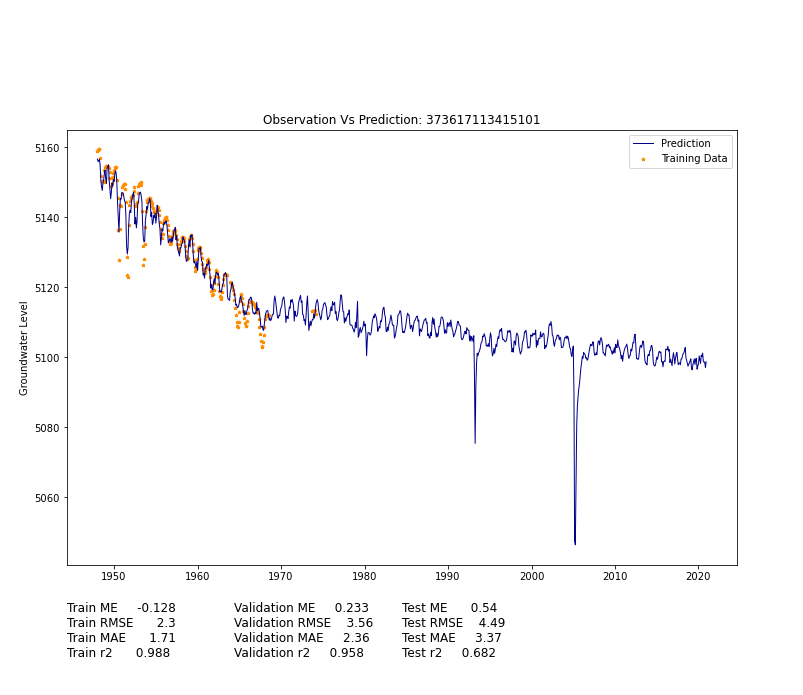 Observation Vs Prediction: 373617113415101
Prediction
Training Data
Groundwater Level
5160
5140
5120
5100
5080
5060
1950 1960 1970 1980 1990 2000 2010 2020
Train ME -0.128 Validation ME 0.233 Test ME 0.54
Train RMSE 2.3 Validation RMSE 3.56 Test RMSE 4.49
Train MAE 1.71 Validation MAE 2.36 Test MAE 3.37
Train r2 0.988 Validation r2 0.958 Test r2 0.682